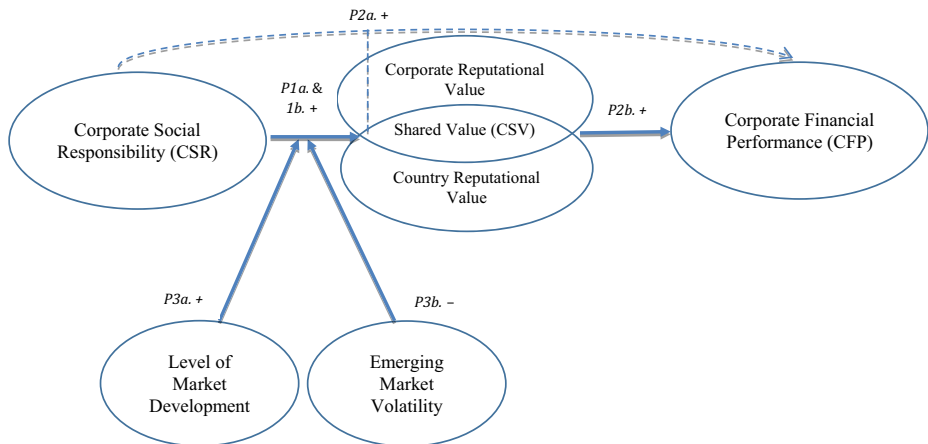 P2a. +
P1a. &
1b. +
Corporate Reputational
Value
P2b. +
Corporate Social
Responsibility (CSR)
Shared Value (CSV)
Corporate Financial
Performance (CFP)
Country Reputational
Value
P3a. +
P3b. –
Level of
Market
Development
Emerging
Market
Volatility